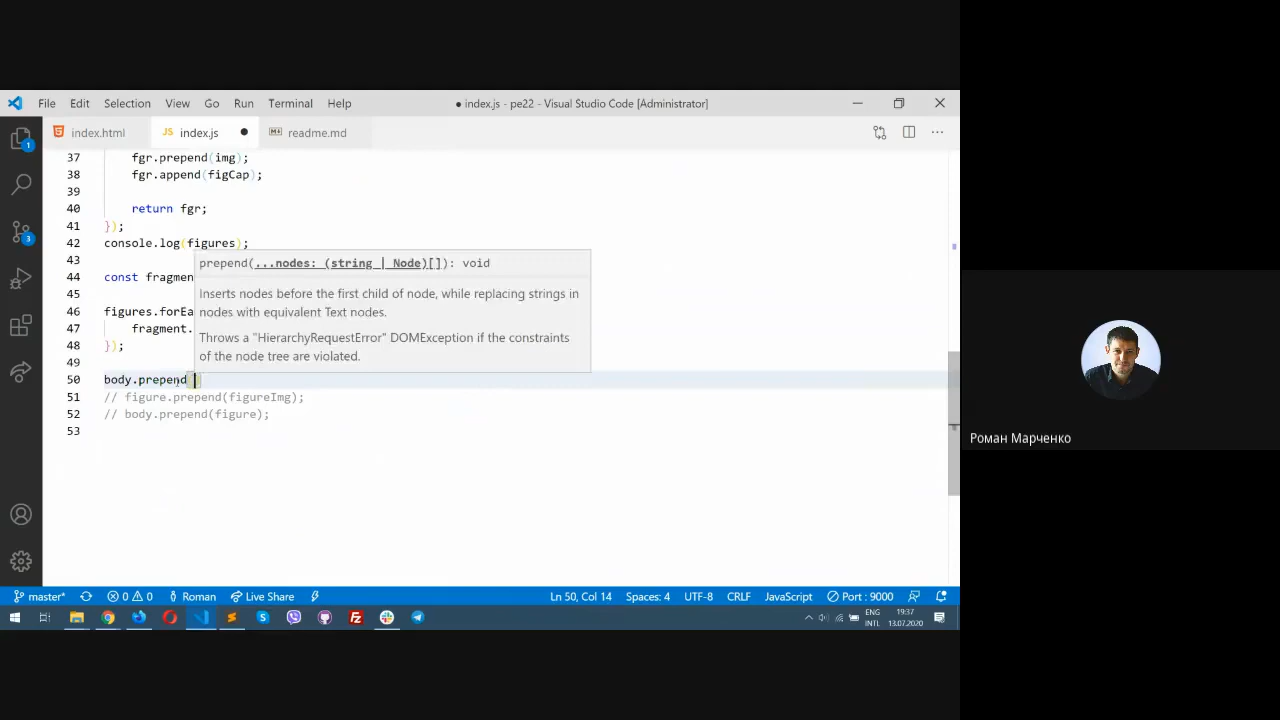 File Edit Selection View Go Run Terminal Help ● index.js - pe22 - Visual Studio Code [Administrator]
index.html JS index.js ● readme.md
37 fgr.prepend(img);
38 fgr.append(figCap);
39
40 return fgr;
41 });
42 console.log(figures);
43
prepend(...nodes: (string | Node)[]): void
44 const fragmen
45
Inserts nodes before the first child of node, while replacing strings in
nodes with equivalent Text nodes.
46 figures.forEa
47 fragment.
Throws a "HierarchyRequestError" DOMException if the constraints
of the node tree are violated.
48 });
49
50 body.prepend()
51 // figure.prepend(figureImg);
52 // body.prepend(figure);
53
1
3
master* 0 0 Roman Live Share Ln 50, Col 14 Spaces: 4 UTF-8 CRLF JavaScript Port : 9000
ENG
INTL
19:37
13.07.2020
Роман Марченко